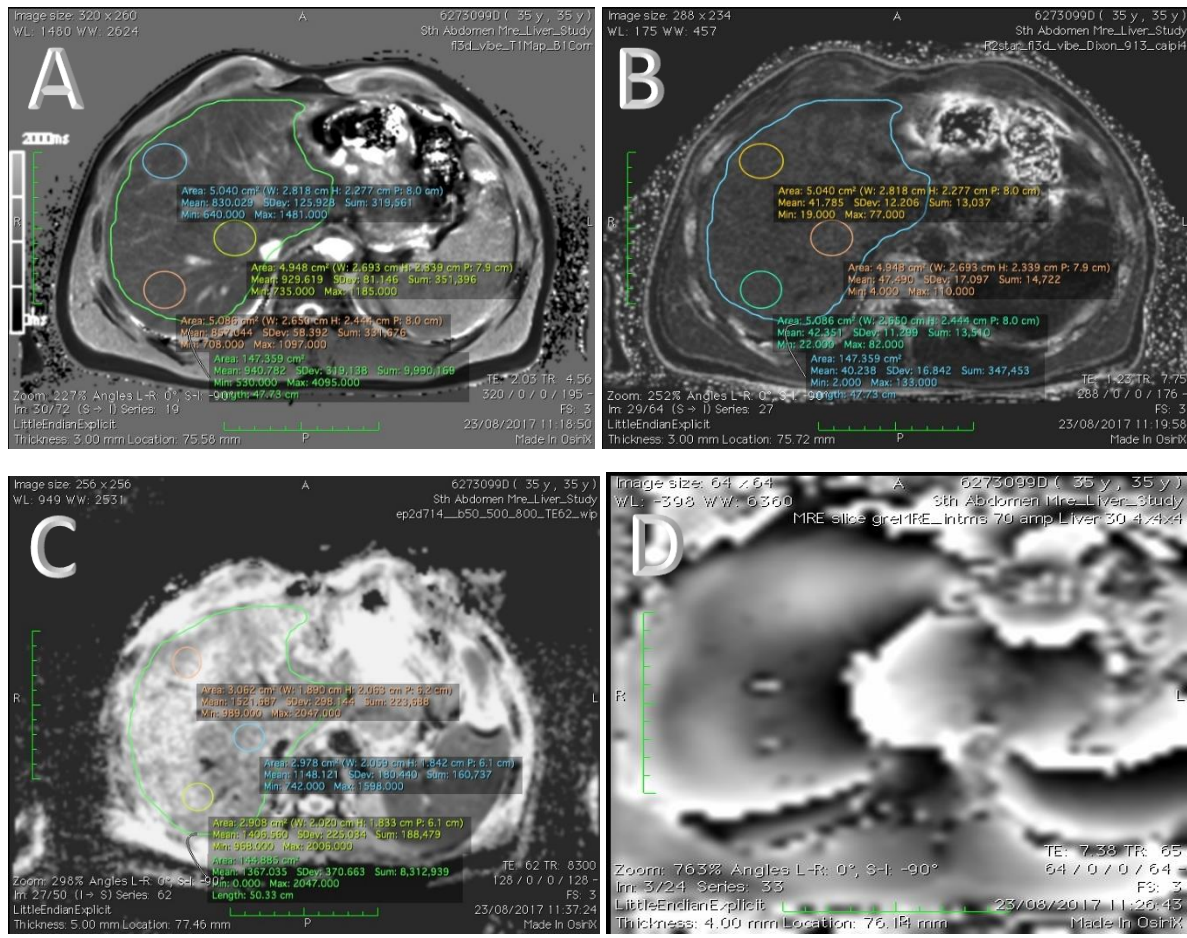 Image size: 320 x 260
WL: 1480 WW: 2624
A
6273099D ( 35 y , 35 y )
Sth Abdomen Mre_Liver_Study
fl3d_vibe_T1Map_B1Corr
A
2000ms
R
L
Area: 5.040 cm² (W: 2.818 cm H: 2.277 cm P: 8.0 cm)
Mean: 830.029 SDev: 125.928 Sum: 319,561
Min: 640.000 Max: 1481.000
Area: 4.948 cm² (W: 2.693 cm H: 2.339 cm P: 7.9 cm)
Mean: 929.619 SDev: 81.146 Sum: 351,396
Min: 735.000 Max: 1185.000
Area: 5.086 cm² (W: 2.650 cm H: 2.444 cm P: 8.0 cm)
SDev: 58.392 Sum: 331,676
Min: 708.000 Max: 1097.000
Area: 147.359 cm²
Mean: 940.782 SDev: 319.138 Sum: 9,990,169
Min: 530.000 Max: 4095.000
Length: 47.73 cm
TE: 2.03 TR: 4.56
Zoom: 227% Angles L-R: 0°, S-I: -90°
320 / 0 / 0 / 195 -
Im: 30/72 (S -> I) Series: 19
FS: 3
LittleEndianExplicit
23/08/2017 11:18:50
Thickness: 3.00 mm Location: 75.58 mm
P
Made In OsiriX
Image size: 288 x 234
WL: 175 WW: 457
A
6273099D ( 35 y , 35 y )
Sth Abdomen Mre_Liver_Study
R2star_fl3d_vibe_Dixon_913_caipi4
B
R
L
Area: 5.040 cm² (W: 2.818 cm H: 2.277 cm P: 8.0 cm)
Mean: 41.785 SDev: 12.206 Sum: 13,037
Min: 19.000 Max: 77.000
Area: 4.948 cm² (W: 2.693 cm H: 2.339 cm P: 7.9 cm)
Mean: 47.490 SDev: 17.097 Sum: 14,722
Min: 4.000 Max: 110.000
Area: 5.086 cm² (W: 2.650 cm H: 2.444 cm P: 8.0 cm)
Mean: 42.351 SDev: 11.299 Sum: 13,510
Min: 22.000 Max: 82.000
Area: 147.359 cm²
Mean: 40.238 SDev: 16.842 Sum: 347,453
Min: 2.000 Max: 133.000
Length: 47.73 cm
TE: 1.23 TR: 7.75
Zoom: 252% Angles L-R: 0°, S-I: -90°
288 / 0 / 0 / 176 -
Im: 29/64 (S -> I) Series: 27
FS: 3
LittleEndianExplicit
23/08/2017 11:19:58
Thickness: 3.00 mm Location: 75.72 mm
P
Made In OsiriX
Image size: 256 x 256
WL: 949 WW: 2531
A
6273099D ( 35 y , 35 y )
Sth Abdomen Mre_Liver_Study
ep2d714__b50_500_800_TE62_wip
C
R
L
Area: 3.062 cm² (W: 1.890 cm H: 2.063 cm P: 6.2 cm)
Mean: 1521.687 SDev: 298.144 Sum: 223,688
Min: 989.000 Max: 2047.000
Area: 2.978 cm² (W: 2.059 cm H: 1.842 cm P: 6.1 cm)
Mean: 1148.121 SDev: 180.440 Sum: 160,737
Min: 742.000 Max: 1598.000
Area: 2.908 cm² (W: 2.020 cm H: 1.833 cm P: 6.1 cm)
Mean: 1406.560 SDev: 225.034 Sum: 188,479
Min: 968.000 Max: 2006.000
Area: 144.885 cm²
Mean: 1367.035 SDev: 370.663 Sum: 8,312,939
Min: 0.000 Max: 2047.000
Length: 50.33 cm
TE: 62 TR: 8300
Zoom: 298% Angles L-R: 0°, S-I: -90°
128 / 0 / 0 / 128 -
Im: 27/50 (I -> S) Series: 62
FS: 3
LittleEndianExplicit
23/08/2017 11:37:24
Thickness: 5.00 mm Location: 77.46 mm
P
Made In OsiriX
Image size: 64 x 64
WL: -398 WW: 6360
A
6273099D ( 35 y , 35 y )
Sth Abdomen Mre_Liver_Study
MRE slice greMRE_intms 70 amp Liver 30 4x4x4
D
R
L
TE: 7.38 TR: 65
Zoom: 763% Angles L-R: 0°, S-I: -90°
64 / 0 / 0 / 64 -
Im: 3/24 Series: 33
FS: 3
LittleEndianExplicit
23/08/2017 11:26:43
Thickness: 4.00 mm Location: 76.14
P
Made In OsiriX